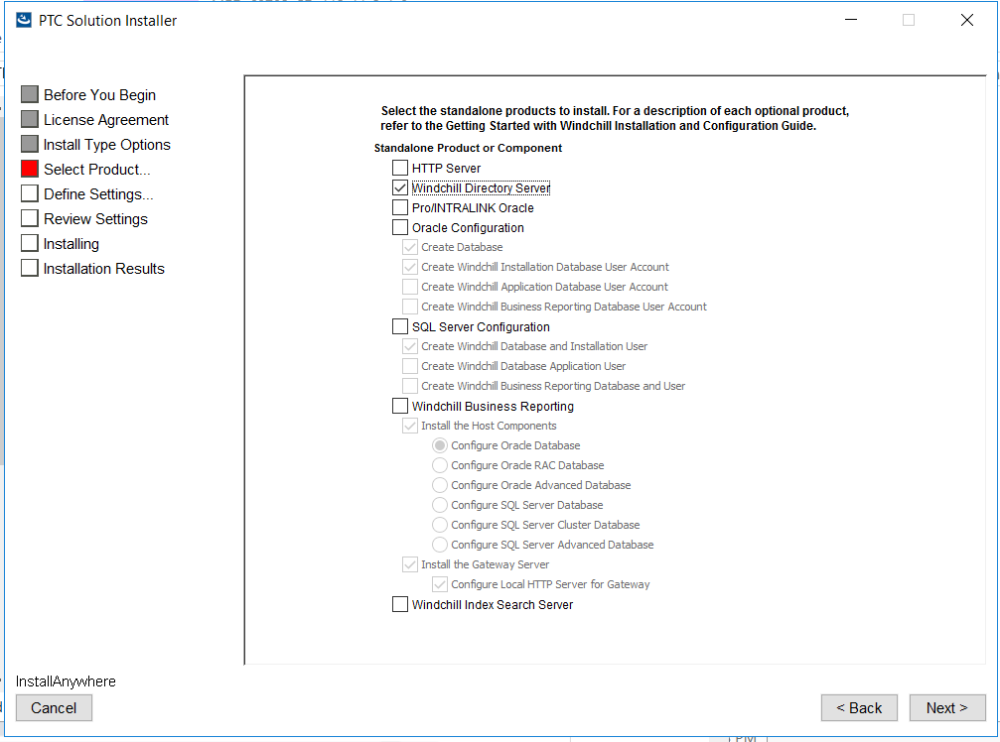 PTC Solution Installer
Before You Begin
License Agreement
Install Type Options
Select Product...
Define Settings...
Review Settings
Installing
Installation Results
Select the standalone products to install. For a description of each optional product,
refer to the Getting Started with Windchill Installation and Configuration Guide.
Standalone Product or Component
HTTP Server
Windchill Directory Server
Pro/INTRALINK Oracle
Oracle Configuration
Create Database
Create Windchill Installation Database User Account
Create Windchill Application Database User Account
Create Windchill Business Reporting Database User Account
SQL Server Configuration
Create Windchill Database and Installation User
Create Windchill Database Application User
Create Windchill Business Reporting Database and User
Windchill Business Reporting
Install the Host Components
Configure Oracle Database
Configure Oracle RAC Database
Configure Oracle Advanced Database
Configure SQL Server Database
Configure SQL Server Cluster Database
Configure SQL Server Advanced Database
Install the Gateway Server
Configure Local HTTP Server for Gateway
Windchill Index Search Server
InstallAnywhere
Cancel
< Back
Next >
PM